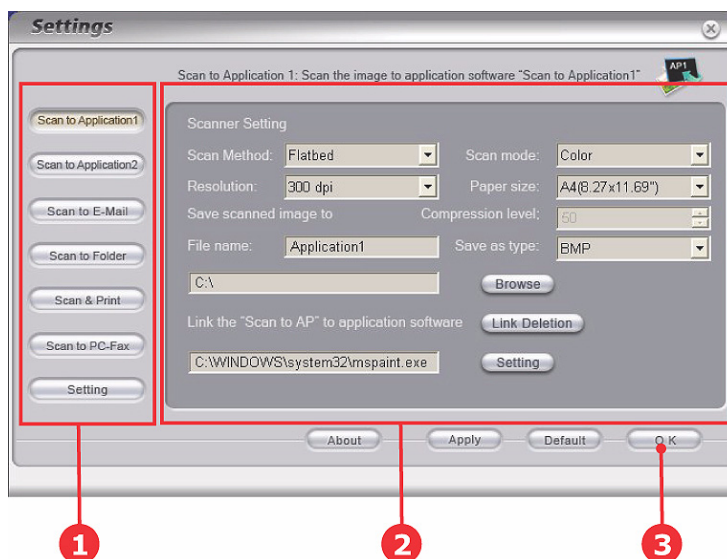 Settings
Scan to Application 1: Scan the image to application software "Scan to Application1"
AP1
Scan to Application1
Scan to Application2
Scan to E-Mail
Scan to Folder
Scan & Print
Scan to PC-Fax
Setting
Scanner Setting
Scan Method: Flatbed Scan mode: Color
Resolution: 300 dpi Paper size: A4(8.27x11.69")
Save scanned image to Compression level; 50
File name: Application1 Save as type: BMP
C:\ Browse
Link the "Scan to AP" to application software Link Deletion
C:\WINDOWS\system32\mspaint.exe Setting
About Apply Default O K
1 2 3